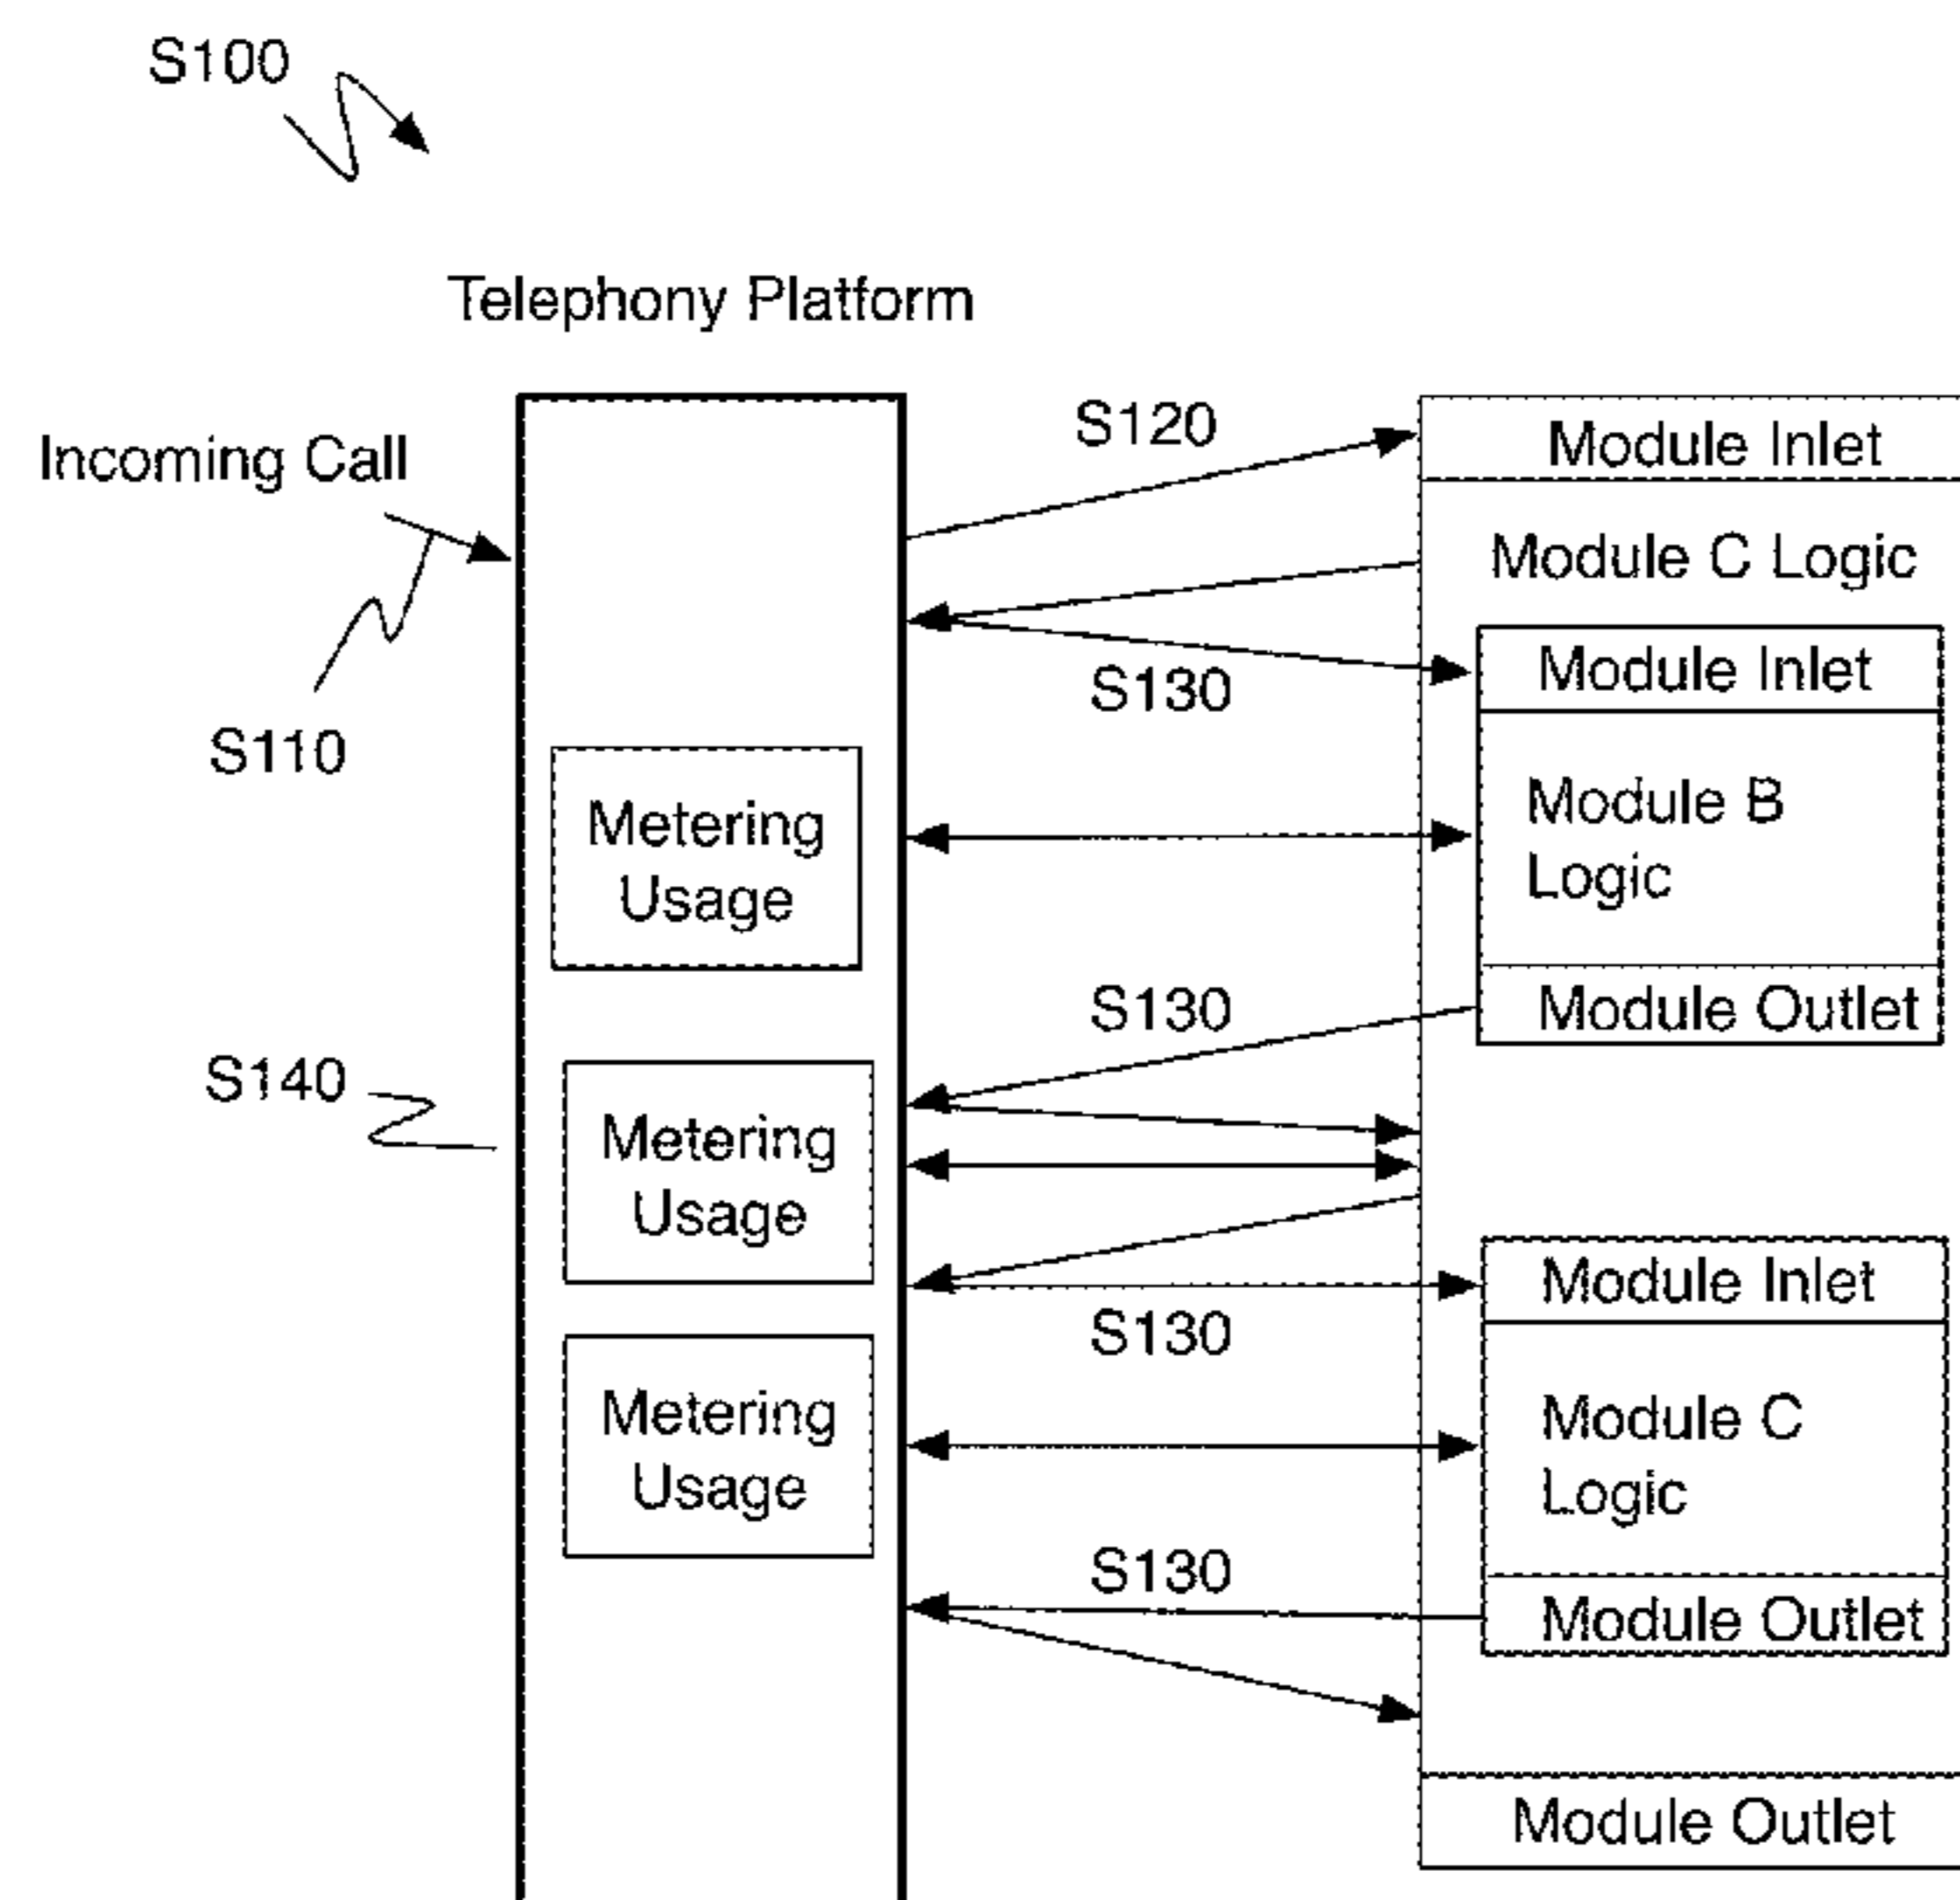 S100
Telephony Platform
Incoming Call
S120
Module Inlet
Module C Logic
S130
Module Inlet
S110
Metering
Usage
Module B
Logic
S130
Module Outlet
S140
Metering
Usage
Module Inlet
S130
Metering
Usage
Module C
Logic
S130
Module Outlet
Module Outlet